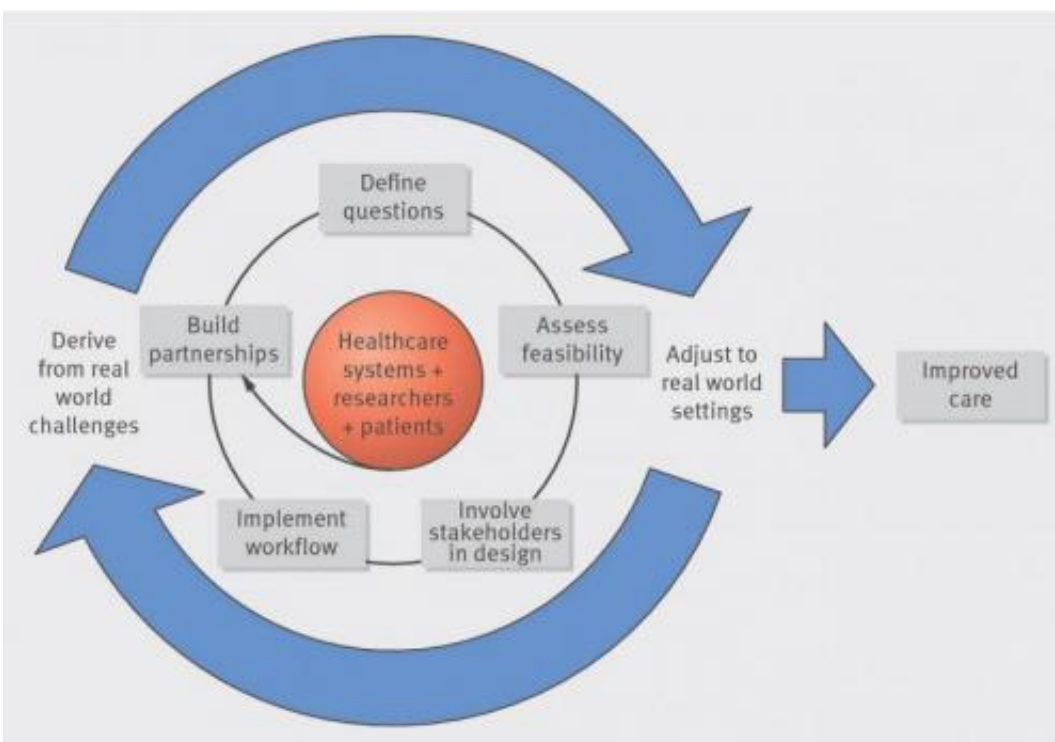 Define
questions
Build
partnerships
Healthcare
systems +
researchers
+ patients
Assess
feasibility
Derive
from real
world
challenges
Adjust to
real world
settings
Improved
care
Implement
workflow
Involve
stakeholders
in design